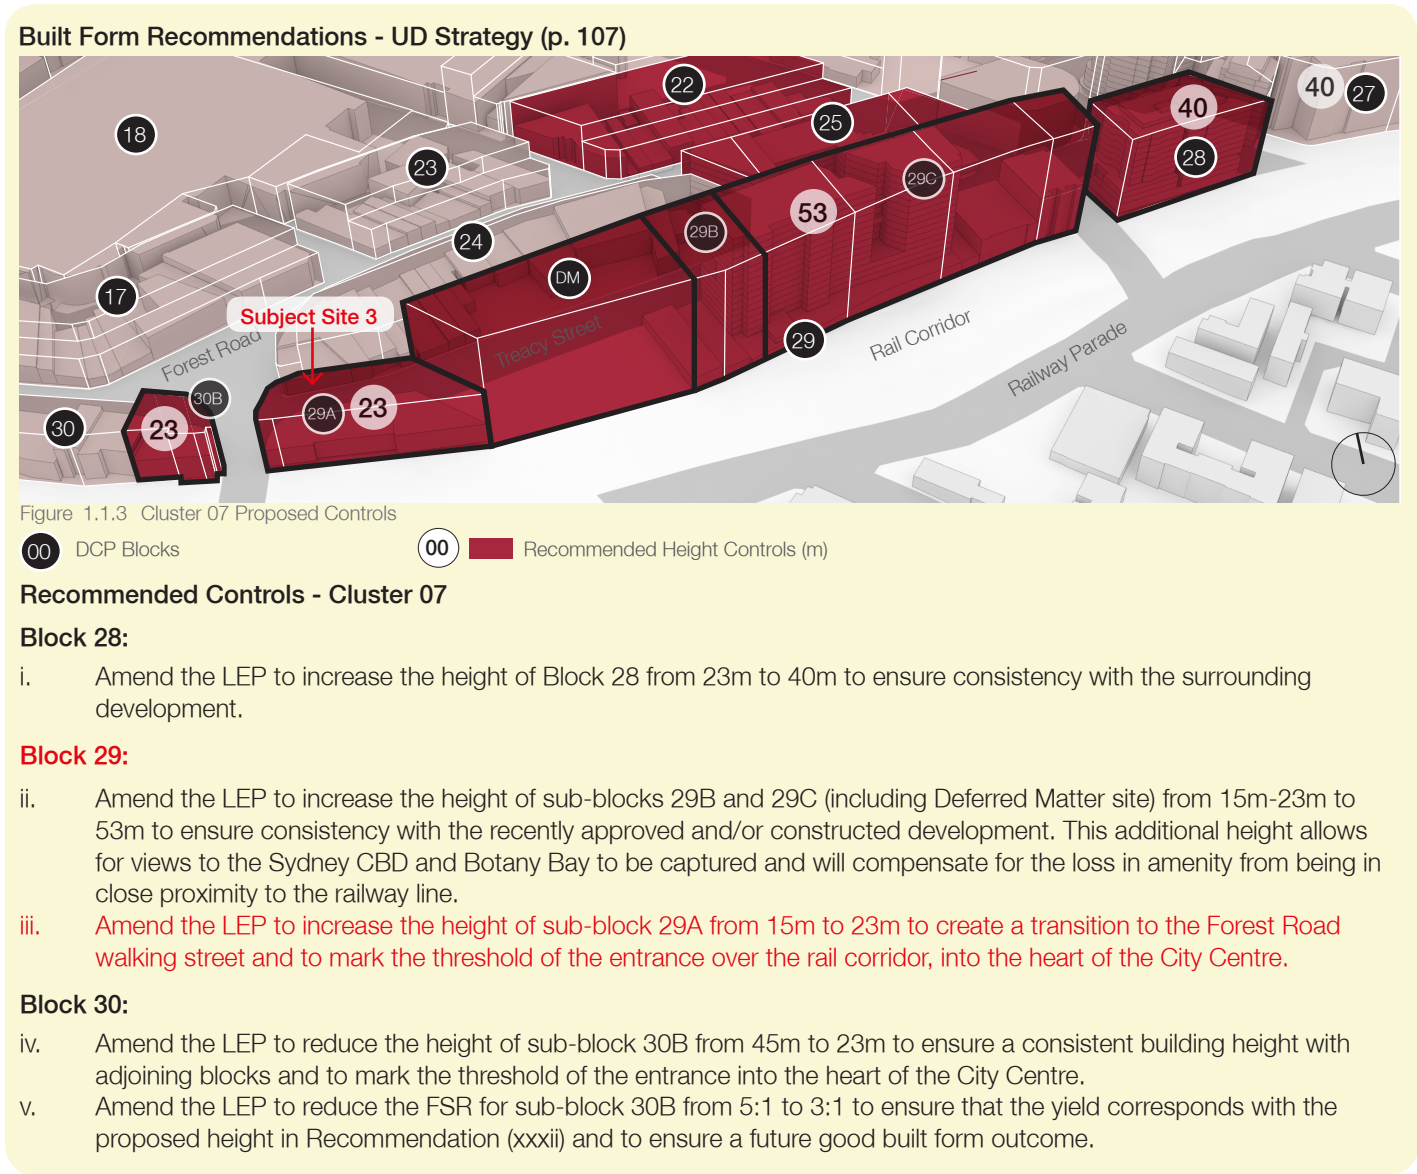 Built Form Recommendations - UD Strategy (p. 107)
22
40
40
27
18
25
28
23
29C
53
29B
24
DM
17
Subject Site 3
Treacy Street
Rail Corridor
29
Railway Parade
Forest Road
30B
29A
23
30
23
Figure 1.1.3 Cluster 07 Proposed Controls
00 DCP Blocks
00 Recommended Height Controls (m)
Recommended Controls - Cluster 07
Block 28:
i. Amend the LEP to increase the height of Block 28 from 23m to 40m to ensure consistency with the surrounding
development.
Block 29:
ii. Amend the LEP to increase the height of sub-blocks 29B and 29C (including Deferred Matter site) from 15m-23m to
53m to ensure consistency with the recently approved and/or constructed development. This additional height allows
for views to the Sydney CBD and Botany Bay to be captured and will compensate for the loss in amenity from being in
close proximity to the railway line.
iii. Amend the LEP to increase the height of sub-block 29A from 15m to 23m to create a transition to the Forest Road
walking street and to mark the threshold of the entrance over the rail corridor, into the heart of the City Centre.
Block 30:
iv. Amend the LEP to reduce the height of sub-block 30B from 45m to 23m to ensure a consistent building height with
adjoining blocks and to mark the threshold of the entrance into the heart of the City Centre.
v. Amend the LEP to reduce the FSR for sub-block 30B from 5:1 to 3:1 to ensure that the yield corresponds with the
proposed height in Recommendation (xxxii) and to ensure a future good built form outcome.